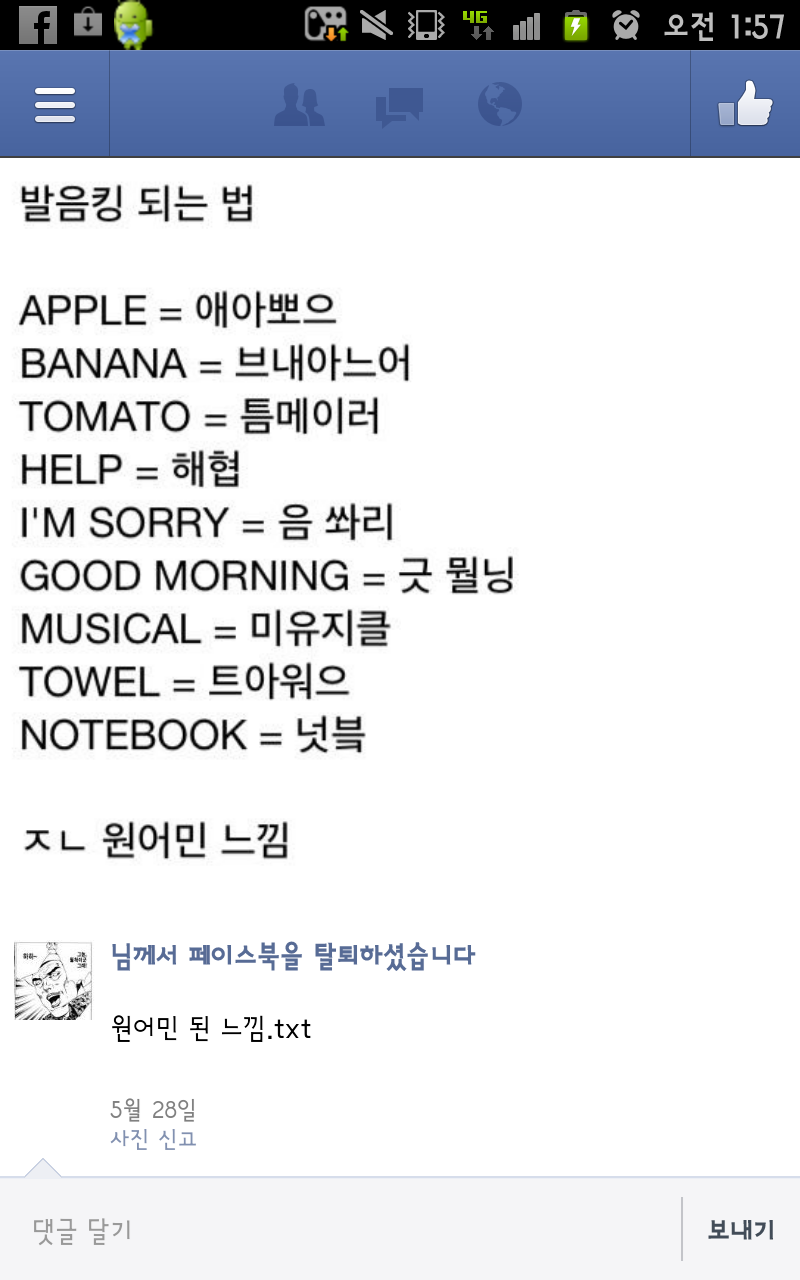 4G
오전 1:57
발음킹 되는 법
APPLE = 애아뽀으
BANANA = 브내아느어
TOMATO = 틈메이러
HELP = 해협
I'M SORRY = 음 쏴리
GOOD MORNING = 긋 뭘닝
MUSICAL = 미유지클
TOWEL = 트아워으
NOTEBOOK = 넛븤
ㅈㄴ 원어민 느낌
님께서 페이스북을 탈퇴하셨습니다
원어민 된 느낌.txt
5월 28일
사진 신고
댓글 달기
보내기